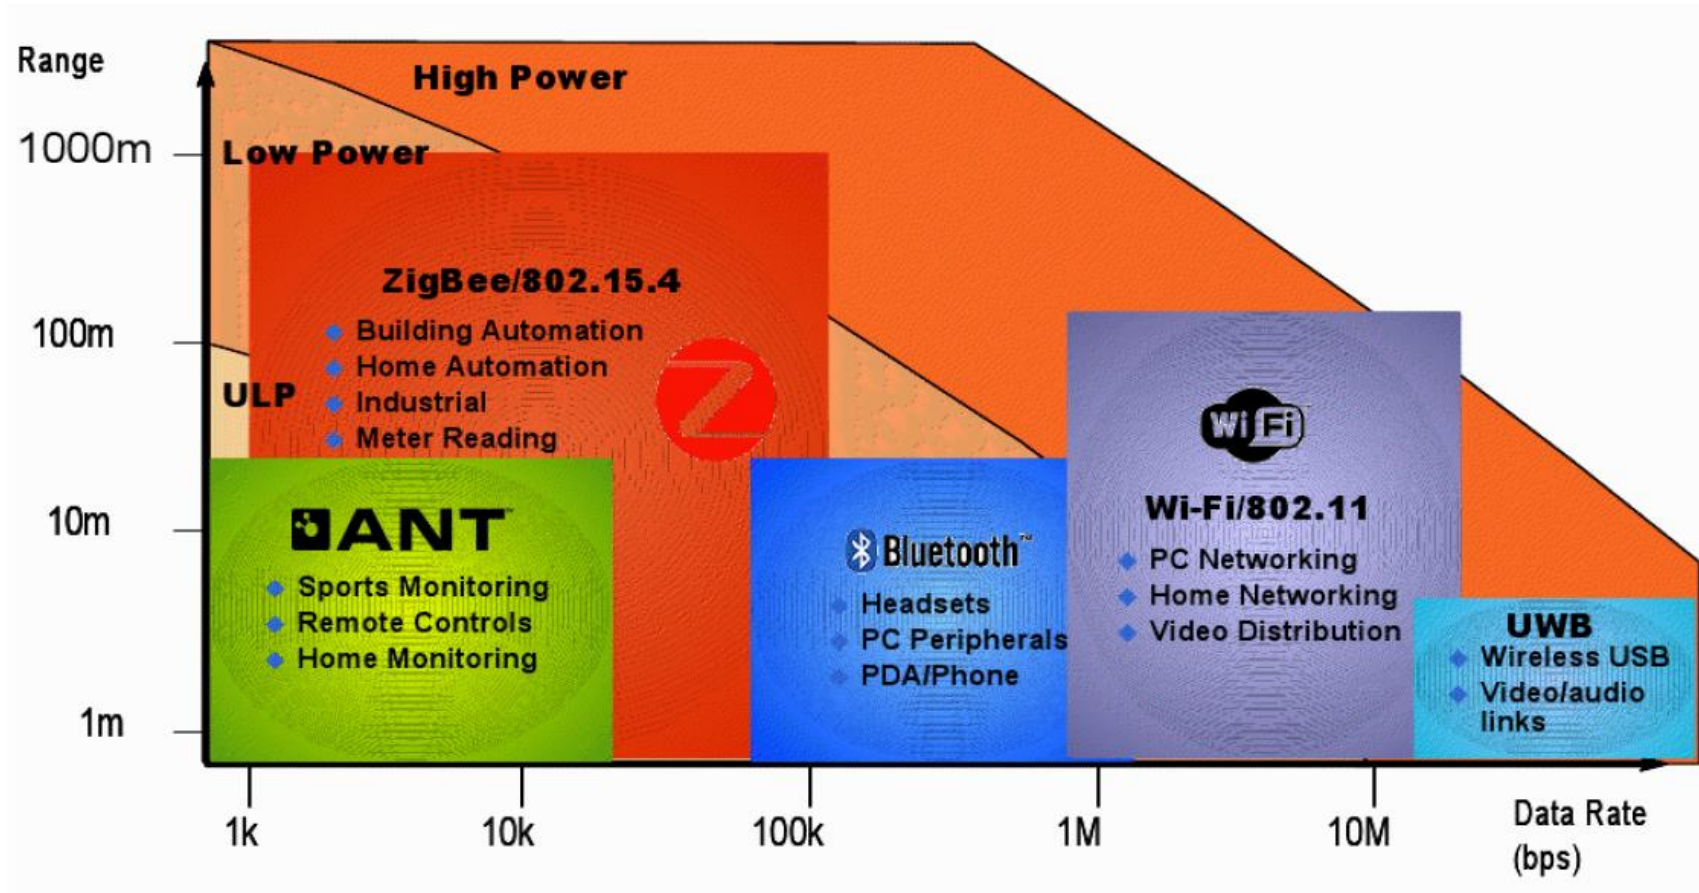 Range
High Power
1000m
Low Power
ZigBee/802.15.4
Building Automation
Home Automation
Industrial
Meter Reading
Z
100m
ULP
10m
ANT™
Sports Monitoring
Remote Controls
Home Monitoring
Bluetooth™
Headsets
PC Peripherals
PDA/Phone
Wi Fi
Wi-Fi/802.11
PC Networking
Home Networking
Video Distribution
UWB
Wireless USB
Video/audio
links
1m
1k
10k
100k
1M
10M
Data Rate
(bps)